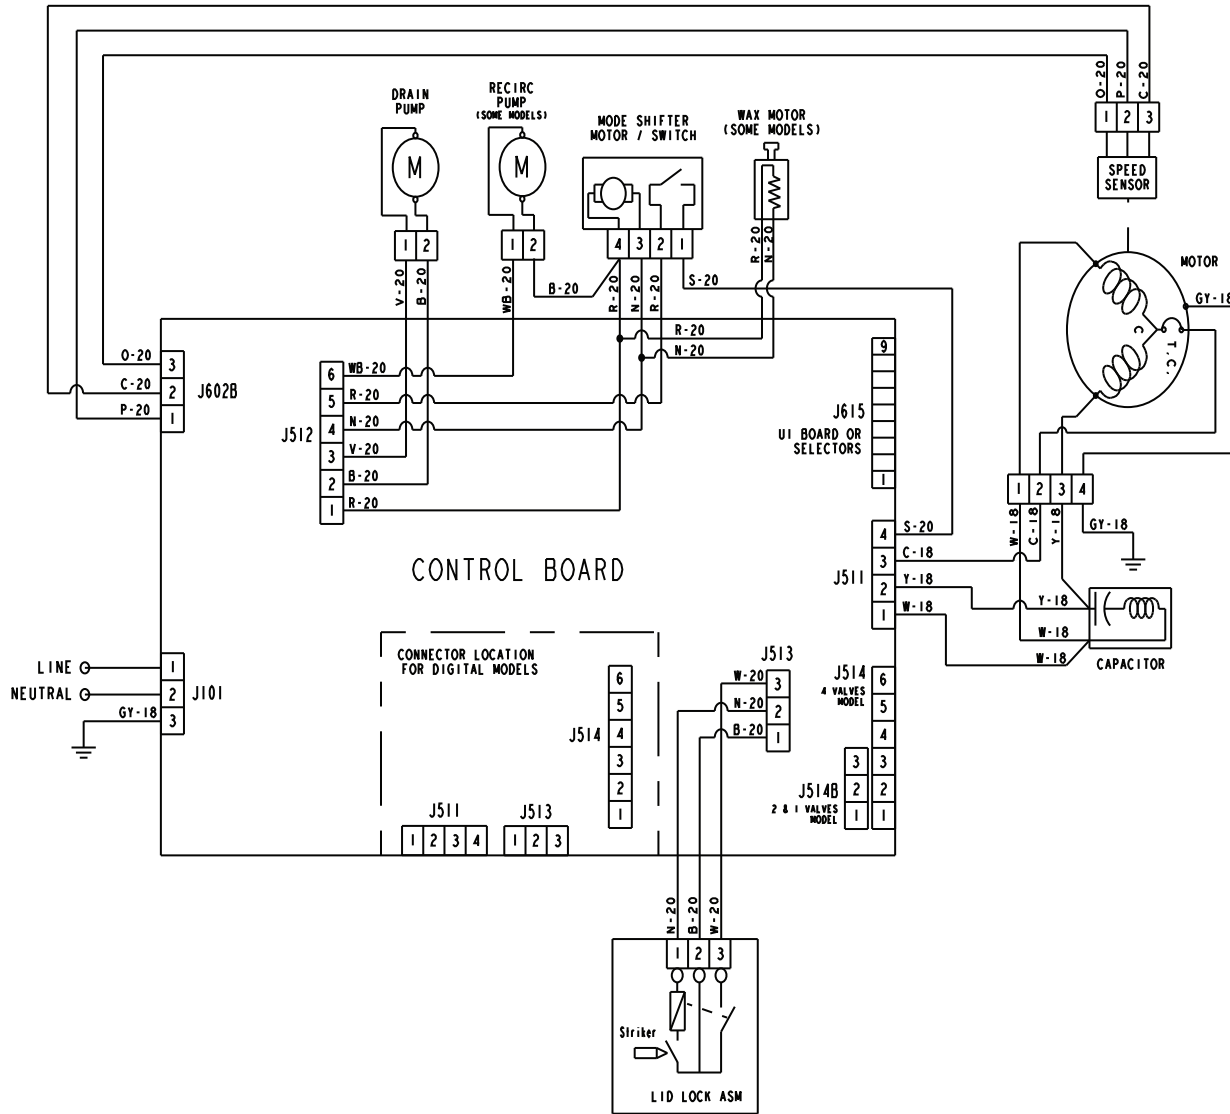 O-20
P-20
C-20
1 2 3
SPEED
SENSOR
DRAIN
PUMP
M
1 2
V-20
B-20
RECIRC
PUMP
(SOME MODELS)
M
1 2
WB-20
B-20
MODE SHIFTER
MOTOR / SWITCH
4 3 2 1
R-20
N-20
R-20
S-20
WAX MOTOR
(SOME MODELS)
R-20
N-20
R-20
N-20
MOTOR
GY-18
C
T.C.
O-20
C-20
P-20
3
2
1
J602B
J512
6
5
4
3
2
1
WB-20
R-20
N-20
V-20
B-20
R-20
9
J615
UI BOARD OR
SELECTORS
1
1 2 3 4
W-18
C-18
Y-18
GY-18
CONTROL BOARD
J511
4
3
2
1
S-20
C-18
Y-18
W-18
Y-18
W-18
W-18
CAPACITOR
LINE
NEUTRAL
GY-18
1
2
3
J101
CONNECTOR LOCATION
FOR DIGITAL MODELS
J514
6
5
4
3
2
1
J511
1 2 3 4
J513
1 2 3
J513
W-20
N-20
B-20
3
2
1
J514
4 VALVES
MODEL
6
5
4
3
2
1
J514B
2 & 1 VALVES
MODEL
3
2
1
N-20
B-20
W-20
1 2 3
Striker
LID LOCK ASM